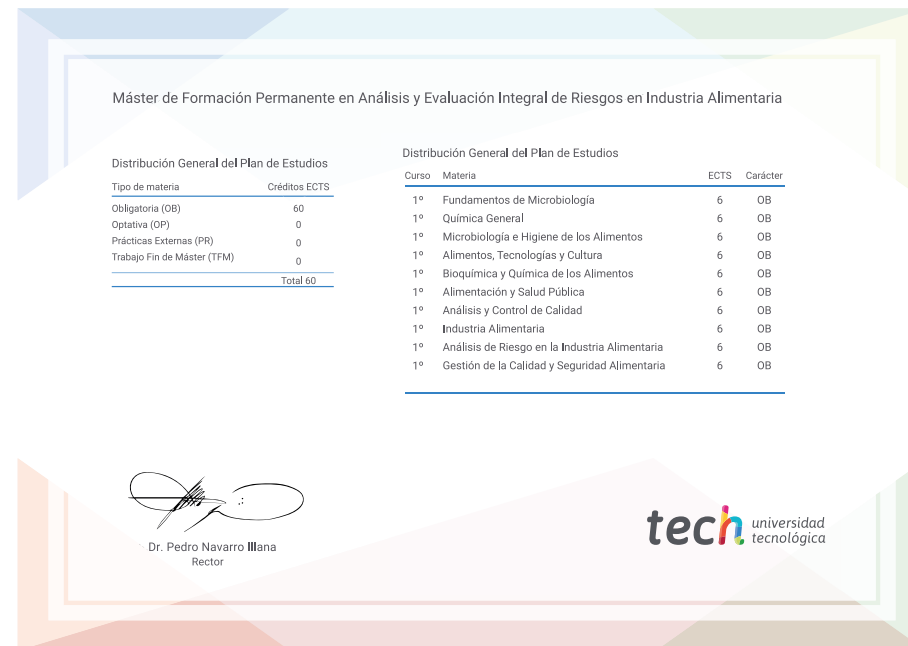 Máster de Formación Permanente en Análisis y Evaluación Integral de Riesgos en Industria Alimentaria
Distribución General del Plan de Estudios
Tipo de materia Créditos ECTS
Obligatoria (OB) 60
Optativa (OP) 0
Prácticas Externas (PR) 0
Trabajo Fin de Máster (TFM) 0
Total 60
Distribución General del Plan de Estudios
Curso Materia ECTS Carácter
1º Fundamentos de Microbiología 6 OB
1º Química General 6 OB
1º Microbiología e Higiene de los Alimentos 6 OB
1º Alimentos, Tecnologías y Cultura 6 OB
1º Bioquímica y Química de los Alimentos 6 OB
1º Alimentación y Salud Pública 6 OB
1º Análisis y Control de Calidad 6 OB
1º Industria Alimentaria 6 OB
1º Análisis de Riesgo en la Industria Alimentaria 6 OB
1º Gestión de la Calidad y Seguridad Alimentaria 6 OB
Dr. Pedro Navarro Illana
Rector
tech universidad
tecnológica